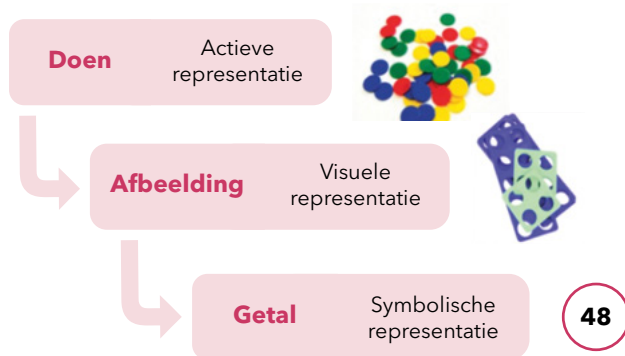 Doen
Actieve
representatie
Afbeelding
Visuele
representatie
Getal
Symbolische
representatie
48